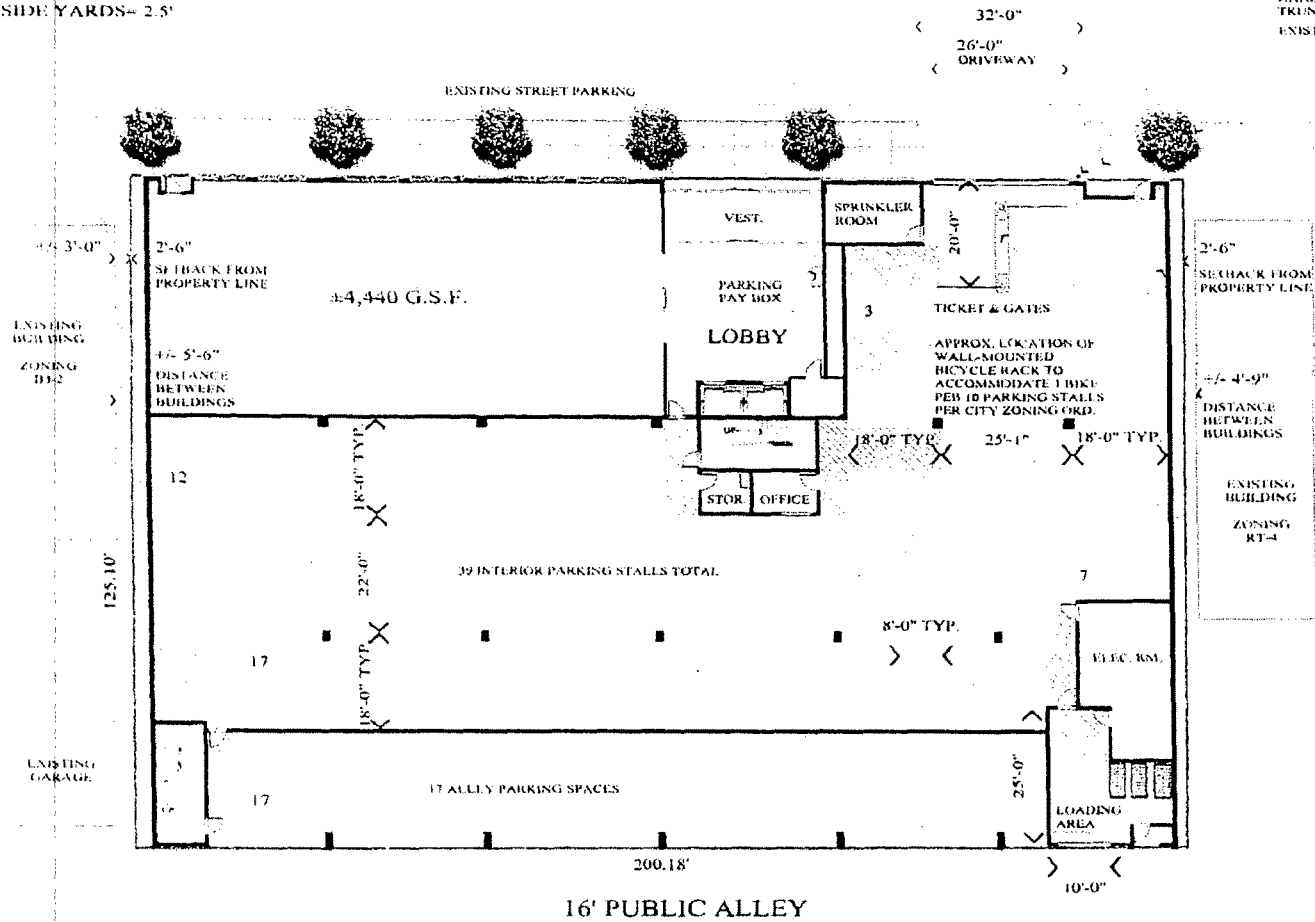 SIDE YARDS= 2.5'
32'-0"
TRUN
EXIST
26'-0"
DRIVEWAY
EXISTING STREET PARKING
+/- 3'-0"
2'-6"
SETBACK FROM
PROPERTY LINE
±4,440 G.S.F.
VEST.
SPRINKLER
ROOM
20'-0"
2'-6"
SETBACK FROM
PROPERTY LINE
PARKING
PAY BOX
LOBBY
3
TICKET & GATES
EXISTING
BUILDING
ZONING
+/- 5'-6"
DISTANCE
BETWEEN
BUILDINGS
APPROX. LOCATION OF
WALL-MOUNTED
BICYCLE RACK TO
ACCOMMODATE 1 BIKE
PER 10 PARKING STALLS
PER CITY ZONING ORD.
+/- 4'-9"
DISTANCE
BETWEEN
BUILDINGS
EXISTING
BUILDING
ZONING
RT-4
18'-0" TYP.
UP
18'-0" TYP.
25'-1"
18'-0" TYP.
12
STOR.
OFFICE
125.10'
22'-0"
39 INTERIOR PARKING STALLS TOTAL
7
8'-0" TYP.
17
18'-0" TYP.
ELEC. RM.
EXISTING
GARAGE
17
17 ALLEY PARKING SPACES
25'-0"
LOADING
AREA
200.18'
10'-0"
16' PUBLIC ALLEY